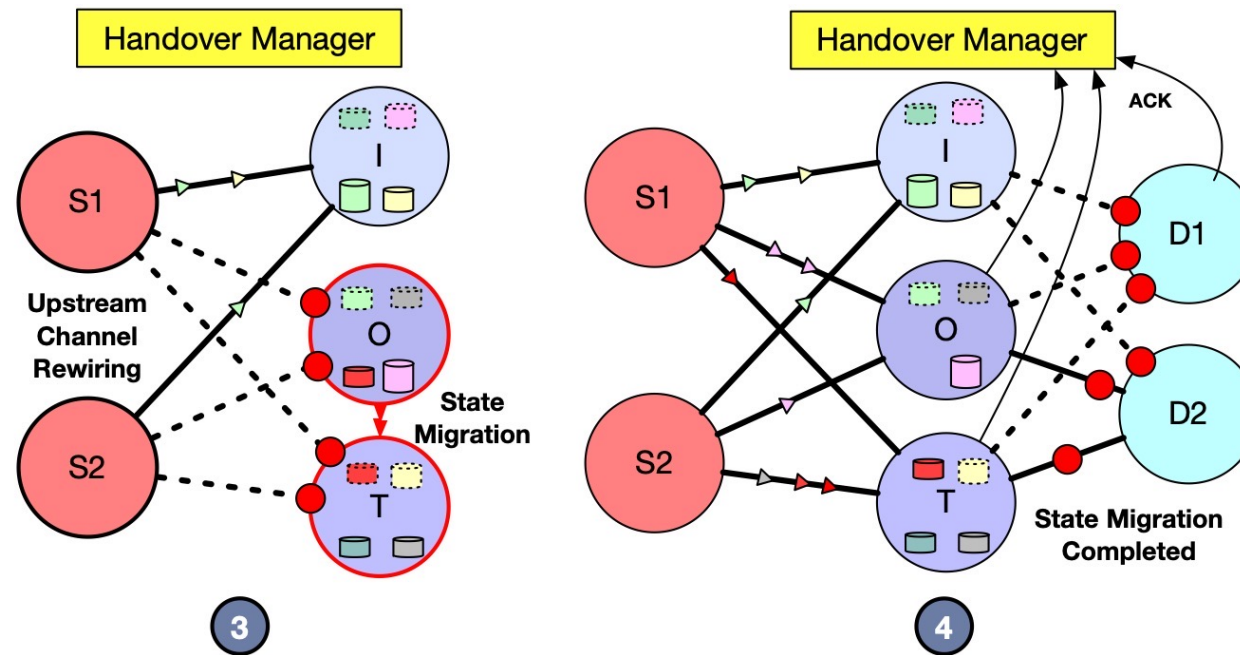 Handover Manager
I
S1
Upstream
Channel
Rewiring
O
State
Migration
S2
T
3
Handover Manager
ACK
I
S1
D1
O
D2
S2
T
State Migration
Completed
4